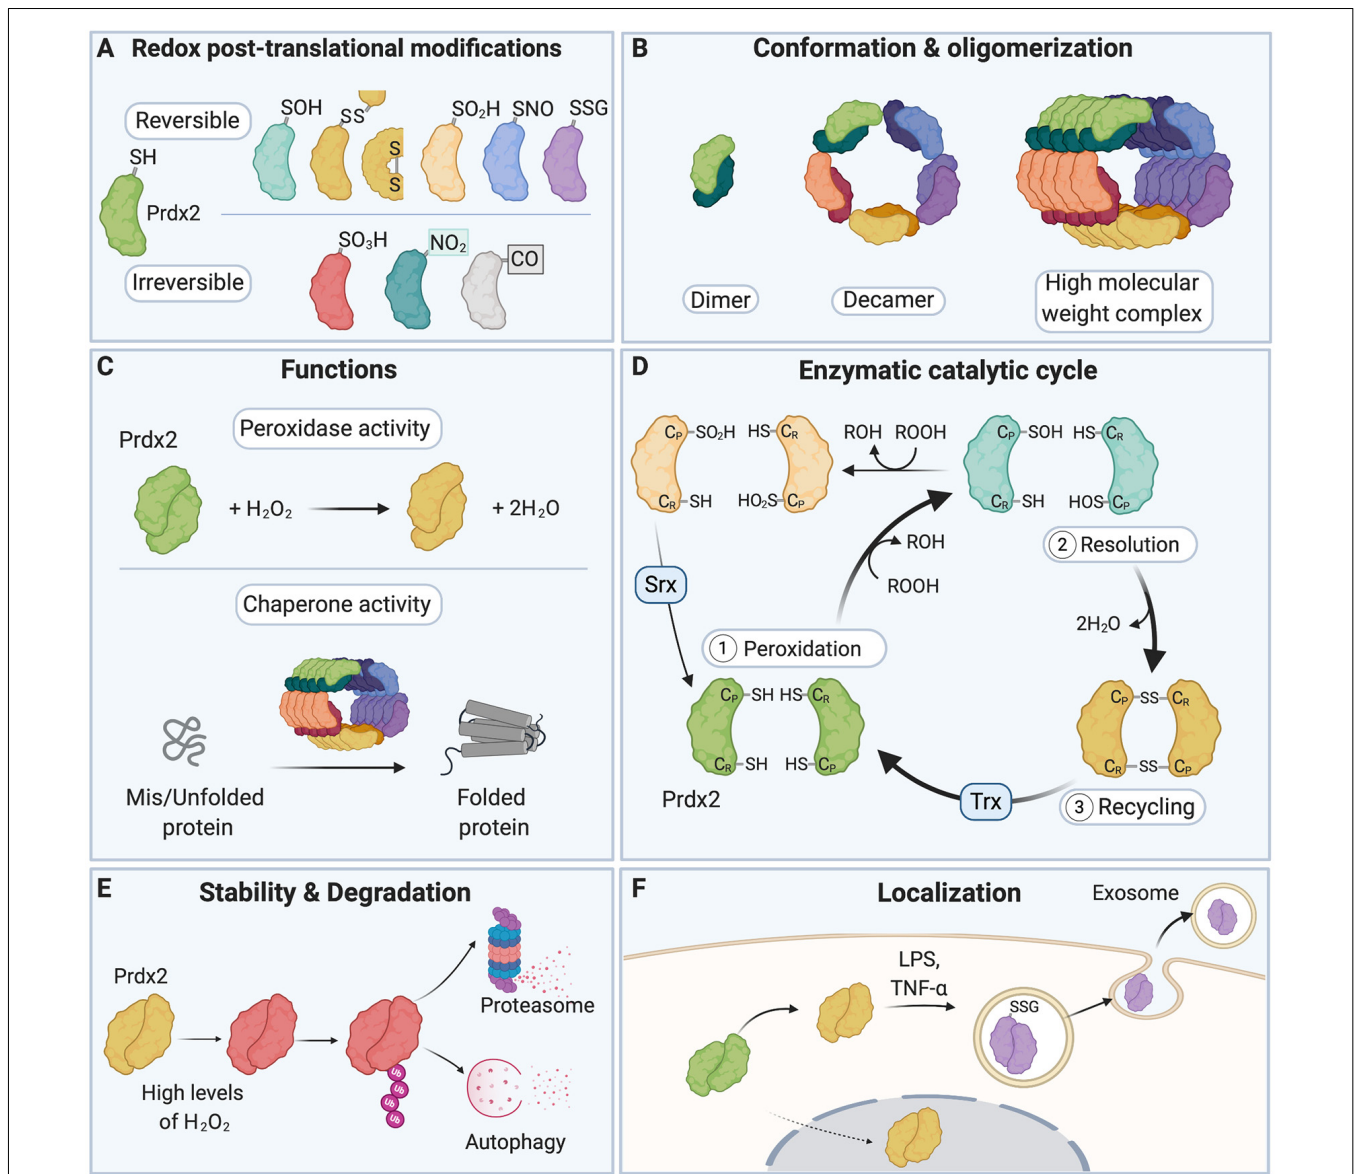 A Redox post-translational modifications
Reversible
SOH
SS
S
S
SO₂H
SNO
SSG
SH
Prdx2
Irreversible
SO₃H
NO₂
CO
B Conformation & oligomerization
Dimer
Decamer
High molecular
weight complex
C Functions
Peroxidase activity
Prdx2
+ H₂O₂
+ 2H₂O
Chaperone activity
Mis/Unfolded
protein
Folded
protein
D Enzymatic catalytic cycle
Cₚ SO₂H HS Cᵣ
Cᵣ SH HO₂S Cₚ
ROH ROOH
Cₚ SOH HS Cᵣ
Cᵣ SH HOS Cₚ
ROH
ROOH
2 Resolution
Srx
2H₂O
1 Peroxidation
Cₚ SH HS Cᵣ
Cᵣ SH HS Cₚ
Prdx2
Cₚ SS Cᵣ
Cᵣ SS Cₚ
Trx
3 Recycling
E Stability & Degradation
Prdx2
High levels
of H₂O₂
Ub
Ub
Ub
Ub
Proteasome
Autophagy
F Localization
Exosome
LPS,
TNF-α
SSG